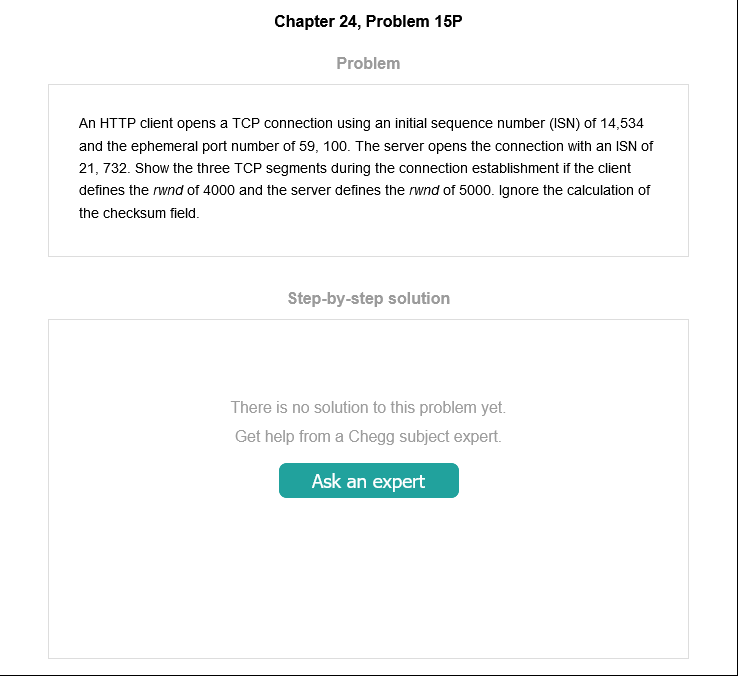 Chapter 24, Problem 15P
Problem
An HTTP client opens a TCP connection using an initial sequence number (ISN) of 14,534
and the ephemeral port number of 59, 100. The server opens the connection with an ISN of
21, 732. Show the three TCP segments during the connection establishment if the client
defines the rwnd of 4000 and the server defines the rwnd of 5000. Ignore the calculation of
the checksum field.
Step-by-step solution
There is no solution to this problem yet.
Get help from a Chegg subject expert.
Ask an expert